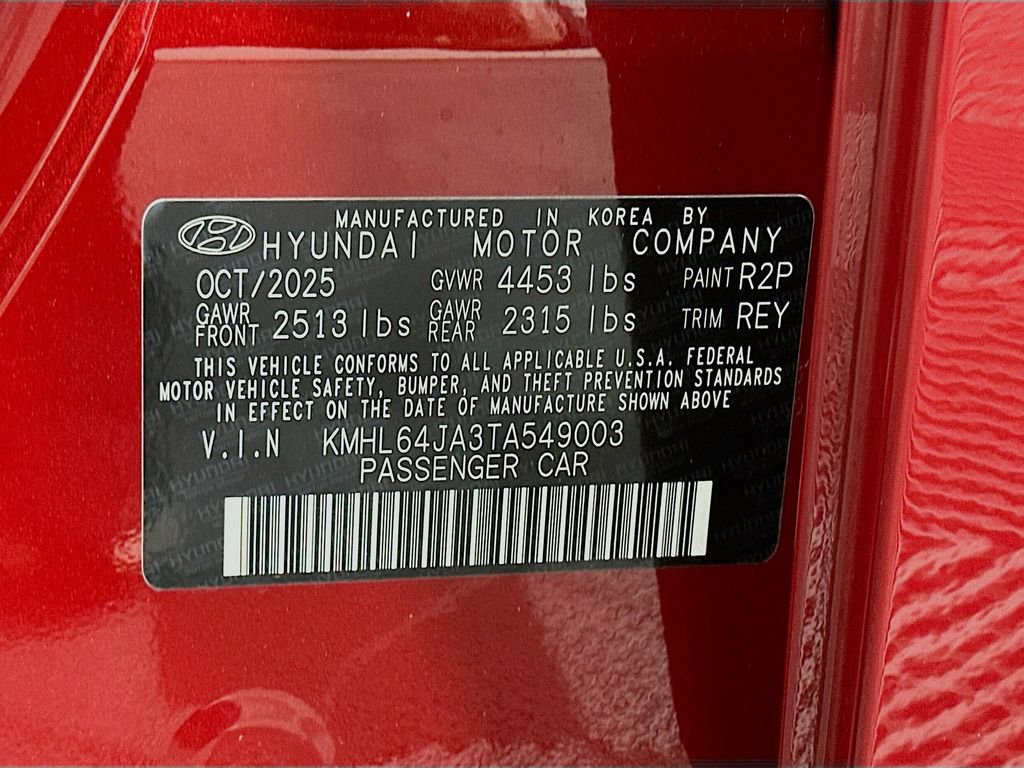 MANUFACTURED IN KOREA BY
HYUNDAI MOTOR COMPANY
OCT/2025 GVWR 4453 lbs PAINT R2P
GAWR FRONT 2513 lbs GAWR REAR 2315 lbs TRIM REY
THIS VEHICLE CONFORMS TO ALL APPLICABLE U.S.A. FEDERAL
MOTOR VEHICLE SAFETY, BUMPER, AND THEFT PREVENTION STANDARDS
IN EFFECT ON THE DATE OF MANUFACTURE SHOWN ABOVE
V.I.N KMHL64JA3TA549003
PASSENGER CAR